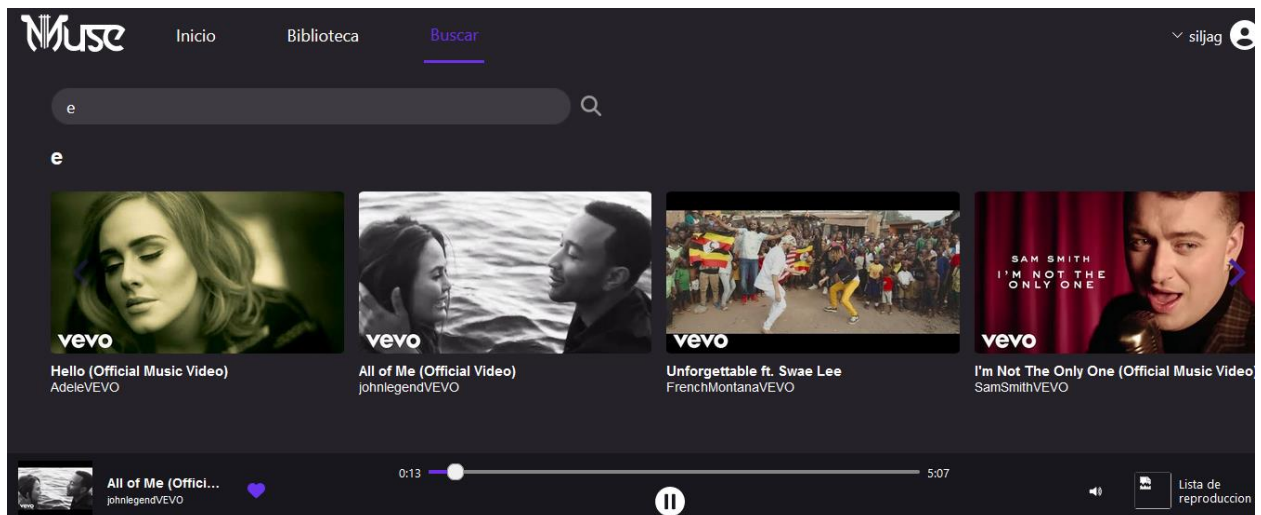 Muse
Inicio
Biblioteca
Buscar
siljag
e
e
vevo
vevo
vevo
SAM SMITH
I'M NOT THE
ONLY ONE
vevo
Hello (Official Music Video)
AdeleVEVO
All of Me (Official Video)
johnlegendVEVO
Unforgettable ft. Swae Lee
FrenchMontanaVEVO
I'm Not The Only One (Official Music Video)
SamSmithVEVO
vevo
All of Me (Offici...
johnlegendVEVO
0:13
5:07
Lista de
reproduccion